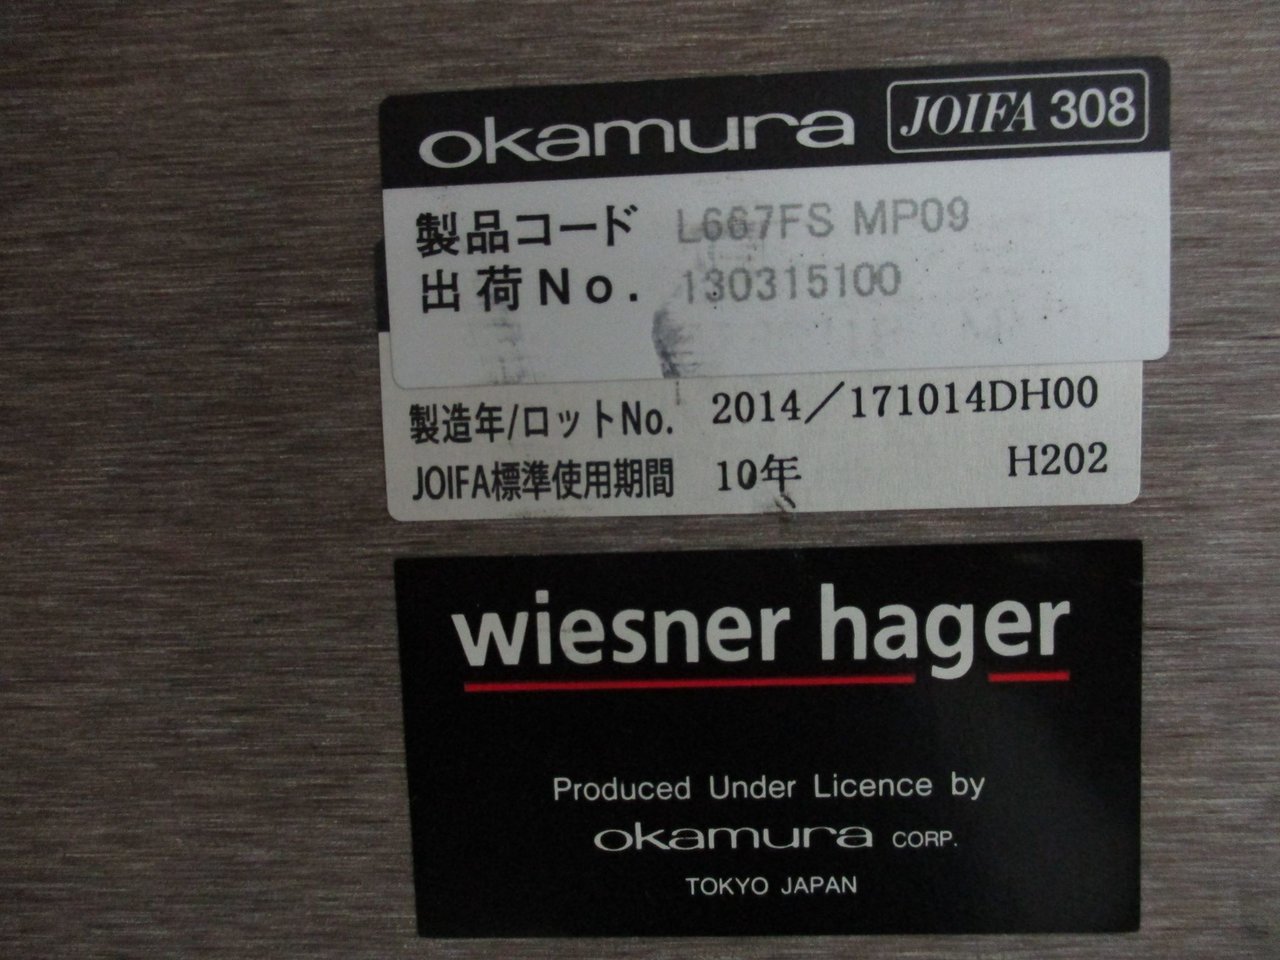 okamura JOIFA 308
製品コード L667FS MP09
出荷No. 130315100
製造年/ロットNo. 2014/171014DH00
JOIFA標準使用期間 10年 H202
wiesner hager
Produced Under Licence by
okamura CORP.
TOKYO JAPAN